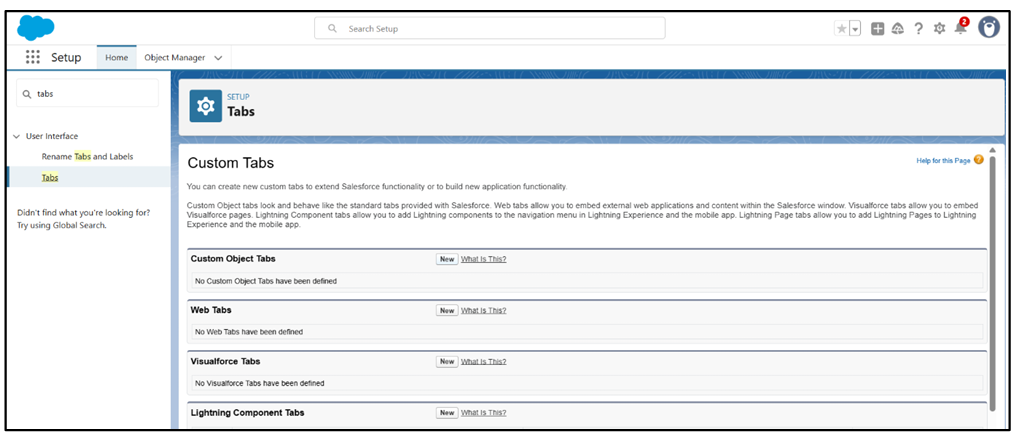 Search Setup
2
Setup
Home
Object Manager
tabs
User Interface
Rename Tabs and Labels
Tabs
Didn't find what you're looking for?
Try using Global Search.
SETUP
Tabs
Custom Tabs
Help for this Page
You can create new custom tabs to extend Salesforce functionality or to build new application functionality.
Custom Object tabs look and behave like the standard tabs provided with Salesforce. Web tabs allow you to embed external web applications and content within the Salesforce window. Visualforce tabs allow you to embed
Visualforce pages. Lightning Component tabs allow you to add Lightning components to the navigation menu in Lightning Experience and the mobile app. Lightning Page tabs allow you to add Lightning Pages to Lightning
Experience and the mobile app.
Custom Object Tabs New What Is This?
No Custom Object Tabs have been defined
Web Tabs New What Is This?
No Web Tabs have been defined
Visualforce Tabs New What Is This?
No Visualforce Tabs have been defined
Lightning Component Tabs New What Is This?